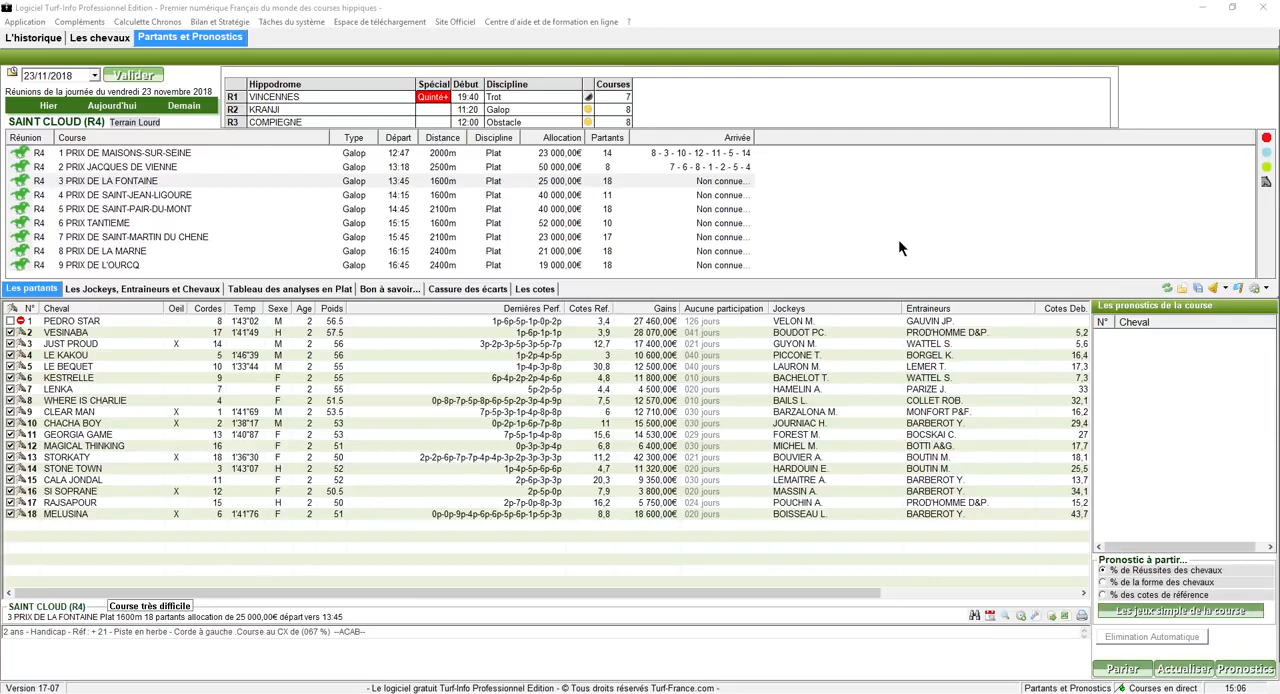 Logiciel Turf-Info Professionel Edition - Premier numérique Français du monde des courses hippiques -
Application Compléments Calculette Chronos Bilan et Stratégie Tâches du système Espace de téléchargement Site Officiel Centre d'aide et de formation en ligne ?
L'historique Les chevaux Partants et Pronostics
23/11/2018 Valider
Réunions de la journée du vendredi 23 novembre 2018
Hier Aujourd'hui Demain
Hippodrome Spécial Début Discipline Courses
R1 VINCENNES Quinté+ 19:40 Trot 7
R2 KRANJI 11:20 Galop 8
R3 COMPIEGNE 12:00 Obstacle 8
SAINT CLOUD (R4) Terrain Lourd
Réunion Course Type Départ Distance Discipline Allocation Partants Arrivée
R4 1 PRIX DE MAISONS-SUR-SEINE Galop 12:47 2000m Plat 23 000,00€ 14 8 - 3 - 10 - 12 - 11 - 5 - 14
R4 2 PRIX JACQUES DE VIENNE Galop 13:18 2500m Plat 50 000,00€ 8 7 - 6 - 8 - 1 - 2 - 5 - 4
R4 3 PRIX DE LA FONTAINE Galop 13:45 1600m Plat 25 000,00€ 18 Non connue...
R4 4 PRIX DE SAINT-JEAN-LIGOURE Galop 14:15 1600m Plat 40 000,00€ 11 Non connue...
R4 5 PRIX DE SAINT-PAIR-DU-MONT Galop 14:45 2100m Plat 40 000,00€ 18 Non connue...
R4 6 PRIX TANTIEME Galop 15:15 1600m Plat 52 000,00€ 10 Non connue...
R4 7 PRIX DE SAINT-MARTIN DU CHENE Galop 15:45 2100m Plat 23 000,00€ 17 Non connue...
R4 8 PRIX DE LA MARNE Galop 16:15 2400m Plat 21 000,00€ 18 Non connue...
R4 9 PRIX DE L'OURCQ Galop 16:45 2400m Plat 19 000,00€ 18 Non connue...
Les partants Les Jockeys, Entraineurs et Chevaux Tableau des analyses en Plat Bon à savoir... Cassure des écarts Les cotes
N° Cheval Oeil Cordes Temp Sexe Age Poids Dernières Perf. Cotes Ref. Gains Aucune participation Jockeys Entraineurs Cotes Deb.
1 PEDRO STAR 8 1'43"02 M 2 56.5 1p-6p-5p-1p-0p-2p 3,4 27 460,00€ 126 jours VELON M. GAUVIN JP.
2 VESNINABA 17 1'41"49 H 2 57.5 1p-6p-1p-1p 3,9 28 070,00€ 041 jours BOUDOT PC. PROD'HOMME D&P. 5,2
3 JUST PROUD X 14 M 2 56 3p-2p-3p-5p-3p-5p-7p 12,7 17 400,00€ 021 jours GUYON M. WATTEL S. 5,6
4 LE KAKOU 5 1'46"39 M 2 56 1p-2p-4p-5p 3 10 600,00€ 040 jours PICCONE T. BORGEL K. 16,4
5 LE BEQUET 10 1'33"44 M 2 55 1p-4p-3p-8p 30,8 12 500,00€ 040 jours LAURON M. LEMER T. 17,3
6 KESTRELLE 9 F 2 55 6p-4p-2p-2p-4p-6p 4,8 11 800,00€ 010 jours BACHELOT T. WATTEL S. 7,3
7 LENKA 7 F 2 55 5p-2p-5p 4,4 4 500,00€ 020 jours HAMELIN A. PARIZE J. 33
8 WHERE IS CHARLIE 4 F 2 51.5 0p-8p-7p-5p-6p-5p-2p-3p-4p-9p 7,5 12 570,00€ 010 jours BAILS L. COLLET ROB. 32,1
9 CLEAR MAN X 1 1'41"69 M 2 53.5 7p-5p-3p-1p-4p-8p-8p 6 12 710,00€ 030 jours BARZALONA M. MONFORT P&F. 16,2
10 CHACHA BOY X 2 1'38"17 M 2 53 0p-2p-1p-6p-7p-8p 11 15 500,00€ 030 jours JOURNIAC H. BARBEROT Y. 29,4
11 GEORGIA GAME 13 1'40"87 F 2 53 7p-5p-1p-4p-8p 15,6 14 530,00€ 029 jours FOREST M. BOCSKAI C. 27
12 MAGICAL THINKING 16 F 2 51 0p-3p-3p-4p 6,8 6 400,00€ 030 jours MICHEL M. BOTTI A&G. 17,7
13 STORKATY X 18 1'36"30 F 2 50 2p-2p-6p-7p-7p-4p-4p-3p-2p-3p-3p-2p 11,2 42 300,00€ 021 jours BOUVIER A. BOUTIN M. 18,1
14 STONE TOWN 3 1'43"07 H 2 52 1p-4p-5p-6p-6p 4,7 11 320,00€ 020 jours HARDOUIN E. BOUTIN M. 25,5
15 CALA JONDAL 11 F 2 52 2p-6p-3p-3p 20,3 9 350,00€ 030 jours LEMAITRE A. BARBEROT Y. 13,7
16 SI SOPRANE X 12 F 2 50.5 2p-5p-0p 7,9 3 800,00€ 020 jours MASSIN A. BARBEROT Y. 34,1
17 RAJSAPOUR 15 H 2 50 2p-7p-0p-8p-3p 16,2 5 750,00€ 024 jours POUCHIN A. PROD'HOMME D&P. 15,2
18 MELUSINA X 6 1'41"76 F 2 51 0p-0p-9p-4p-6p-6p-5p-6p-1p-5p-3p 8,8 18 600,00€ 020 jours BOISSEAU L. BARBEROT Y. 43,7
Les pronostics de la course
N° Cheval
Pronostic à partir...
% de Réussites des chevaux
% de la forme des chevaux
% des cotes de référence
Les jeux simple de la course
Elimination Automatique
Parier Actualiser Pronostics
SAINT CLOUD (R4) Course très difficile
3 PRIX DE LA FONTAINE Plat 1600m 18 partants allocation de 25 000,00€ départ vers 13:45
2 ans - Handicap - Réf : + 21 - Piste en herbe - Corde à gauche .Course au CX de (067 %) --ACAB--
Version 17-07 - Le logiciel gratuit Turf-Info Professionel Edition - © Tous droits réservés Turf-France.com - Partants et Pronostics Courses en direct 15:06